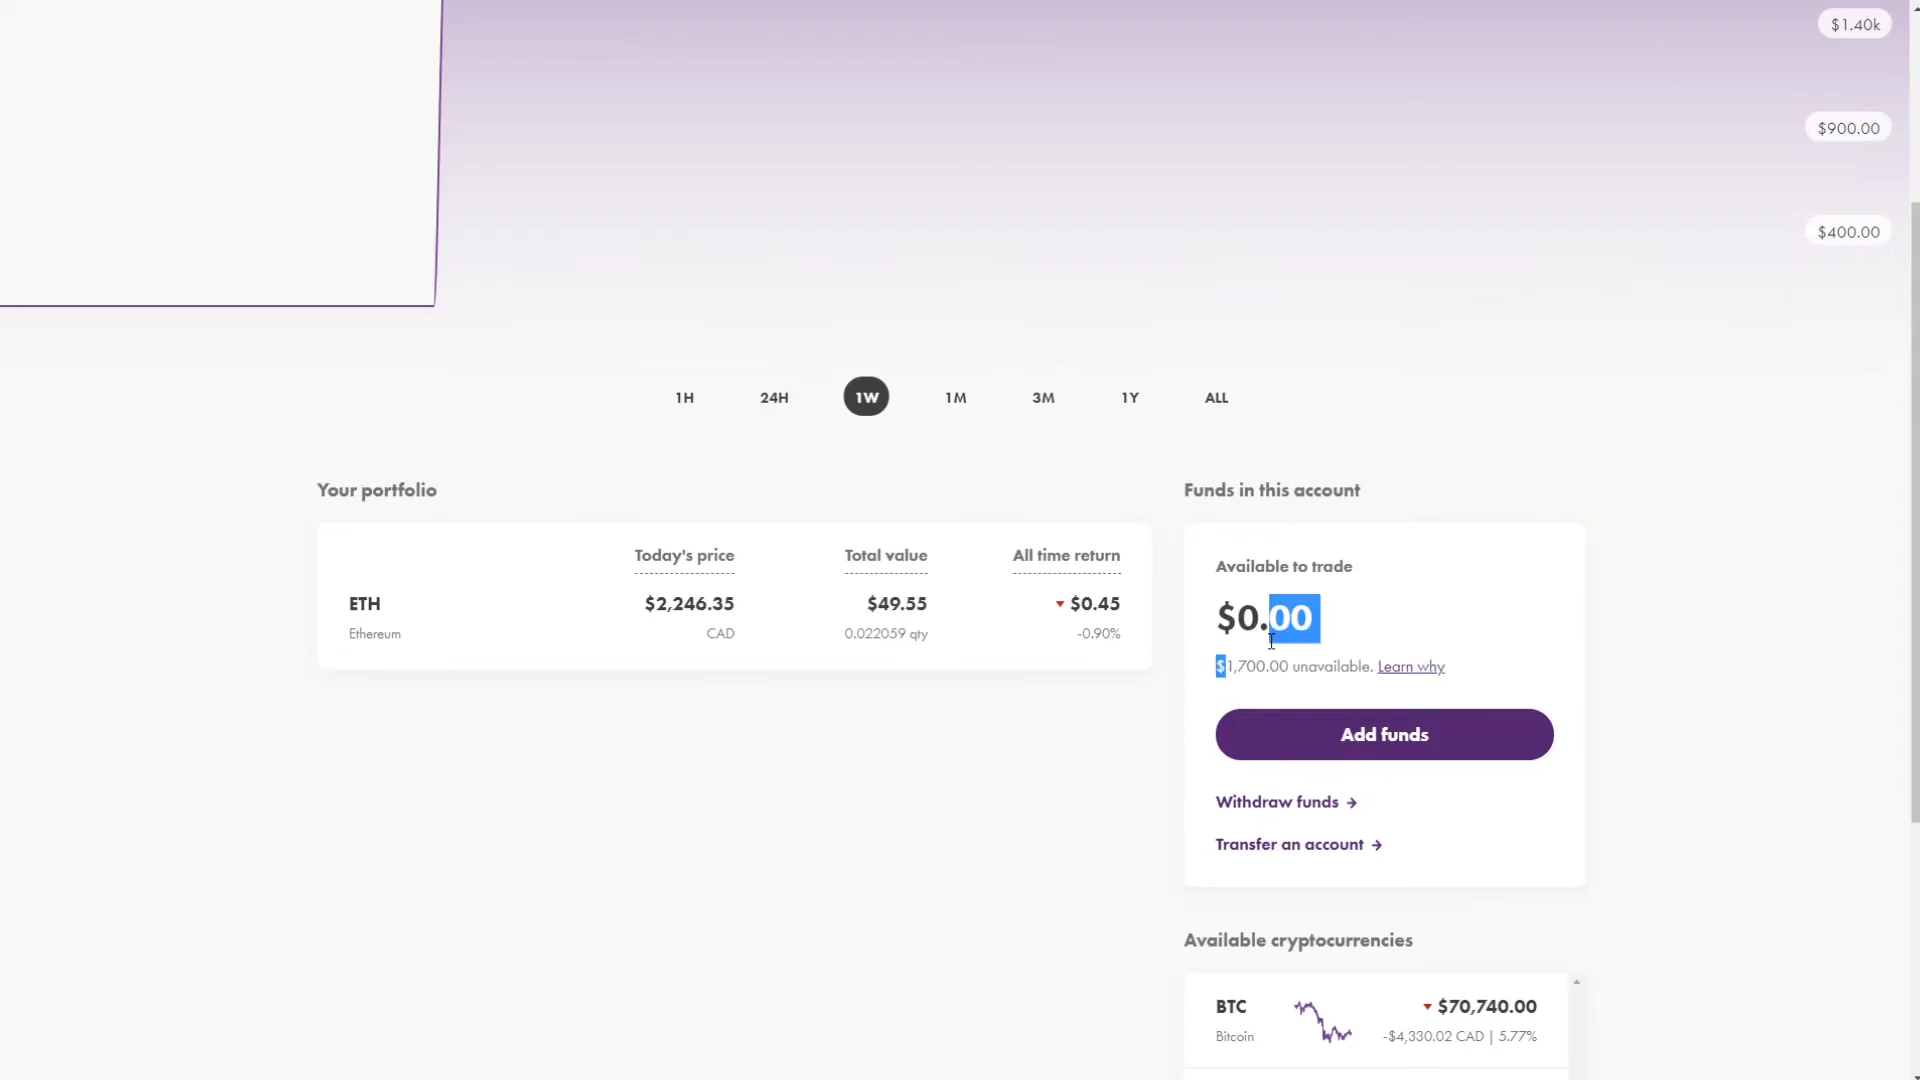 $1.40k
$900.00
$400.00
1H 24H 1W 1M 3M 1Y ALL
Your portfolio
Today's price Total value All time return
ETH $2,246.35 $49.55 $0.45
Ethereum CAD 0.022059 qty -0.90%
Funds in this account
Available to trade
$0.00
$1,700.00 unavailable. Learn why
Add funds
Withdraw funds →
Transfer an account →
Available cryptocurrencies
BTC $70,740.00
Bitcoin -$4,330.02 CAD | 5.77%